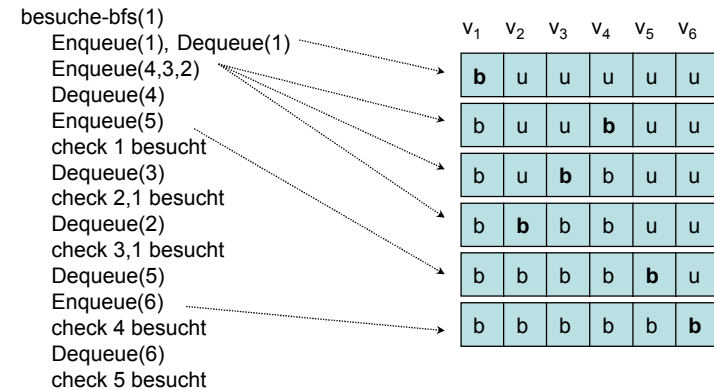 besuche-bfs(1)
Enqueue(1), Dequeue(1)
Enqueue(4,3,2)
Dequeue(4)
Enqueue(5)
check 1 besucht
Dequeue(3)
check 2,1 besucht
Dequeue(2)
check 3,1 besucht
Dequeue(5)
Enqueue(6)
check 4 besucht
Dequeue(6)
check 5 besucht
v1 v2 v3 v4 v5 v6
b u u u u u
b u u b u u
b u b b u u
b b b b u u
b b b b b u
b b b b b b